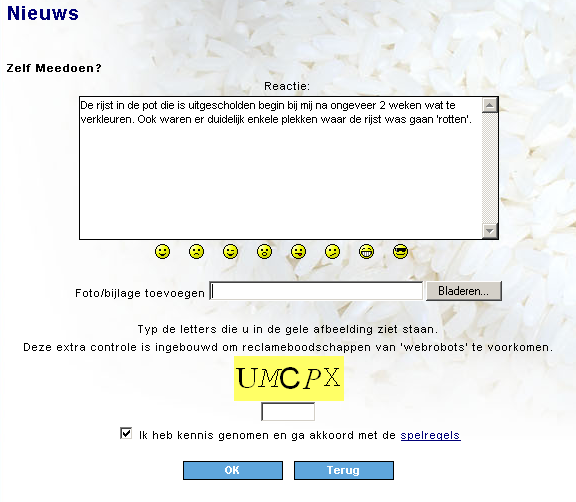 Nieuws
Zelf Meedoen?
Reactie:
De rijst in de pot die is uitgescholden begin bij mij na ongeveer 2 weken wat te
verkleuren. Ook waren er duidelijk enkele plekken waar de rijst was gaan 'rotten'.
Foto/bijlage toevoegen Bladeren...
Typ de letters die u in de gele afbeelding ziet staan.
Deze extra controle is ingebouwd om reclameboodschappen van 'webrobots' te voorkomen.
UMCPX
Ik heb kennis genomen en ga akkoord met de spelregels
OK Terug